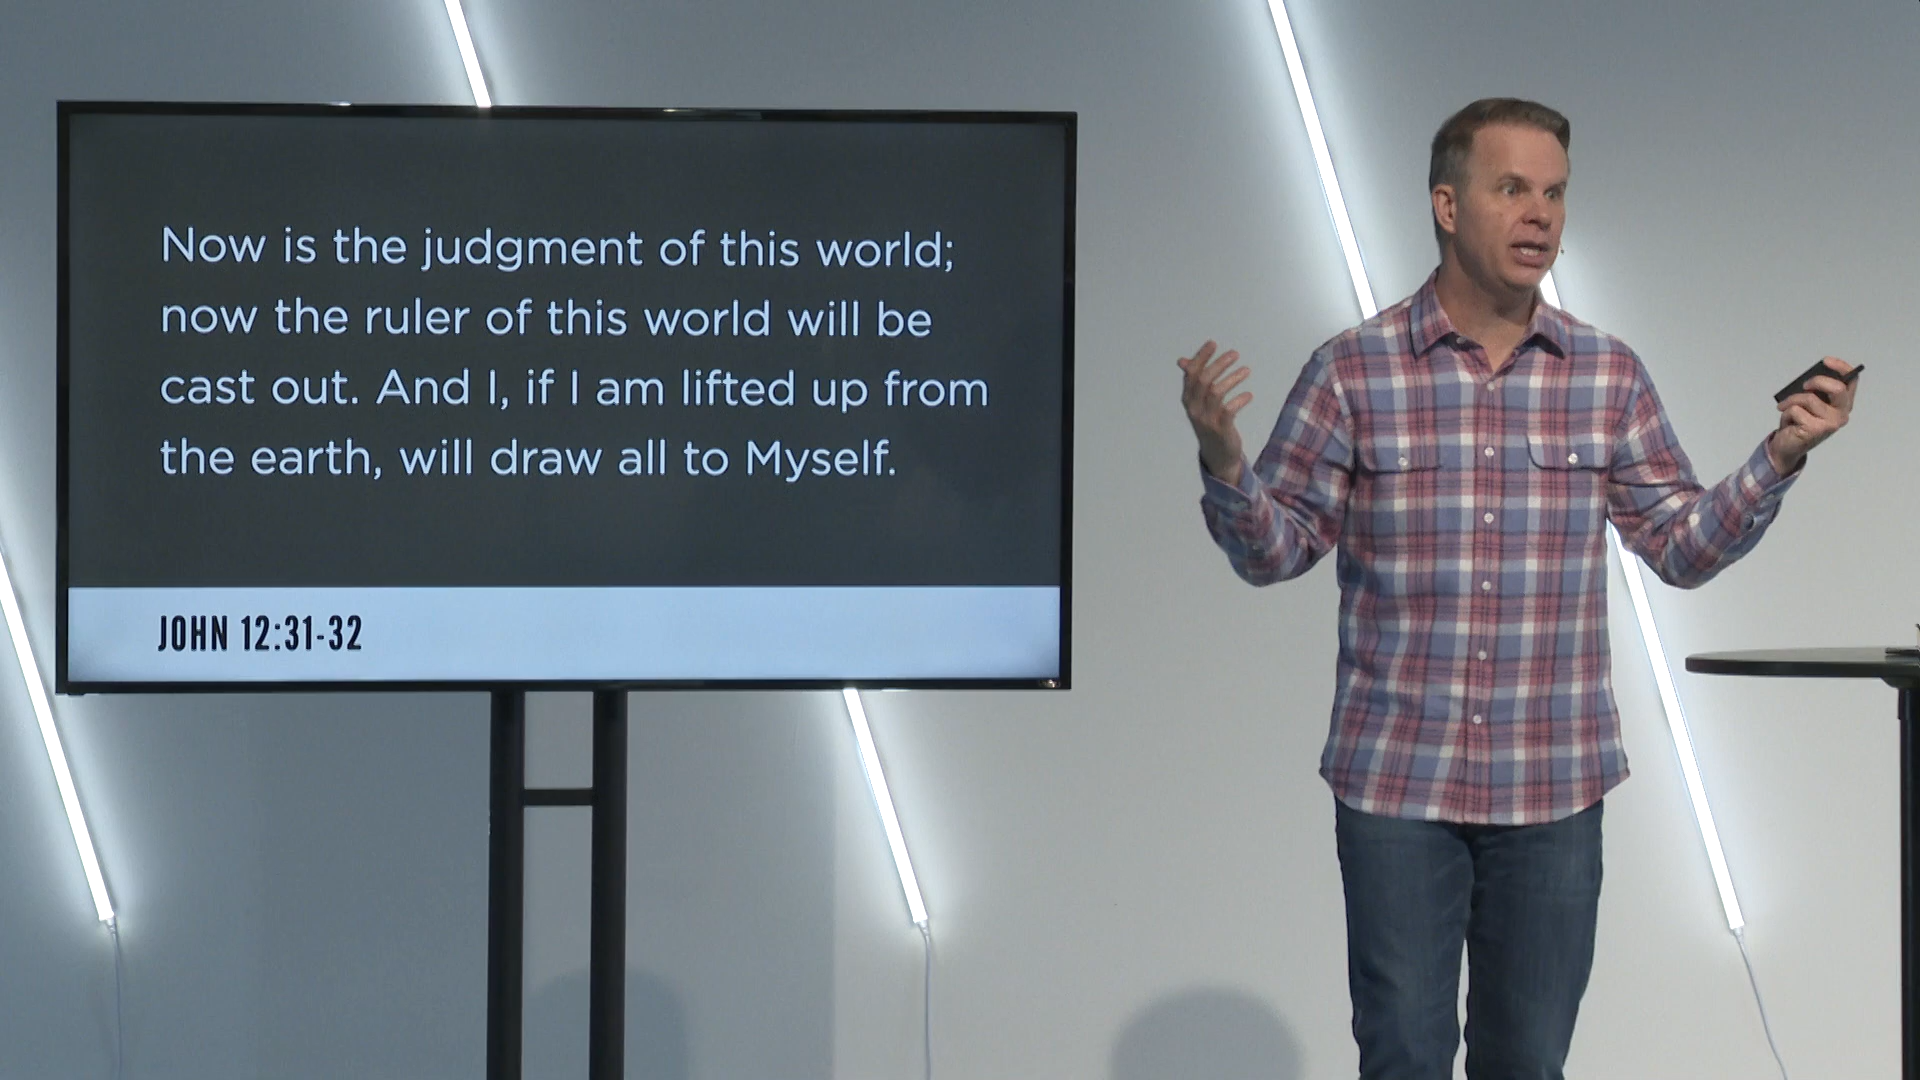 Now is the judgment of this world;
now the ruler of this world will be
cast out. And I, if I am lifted up from
the earth, will draw all to Myself.
JOHN 12:31-32